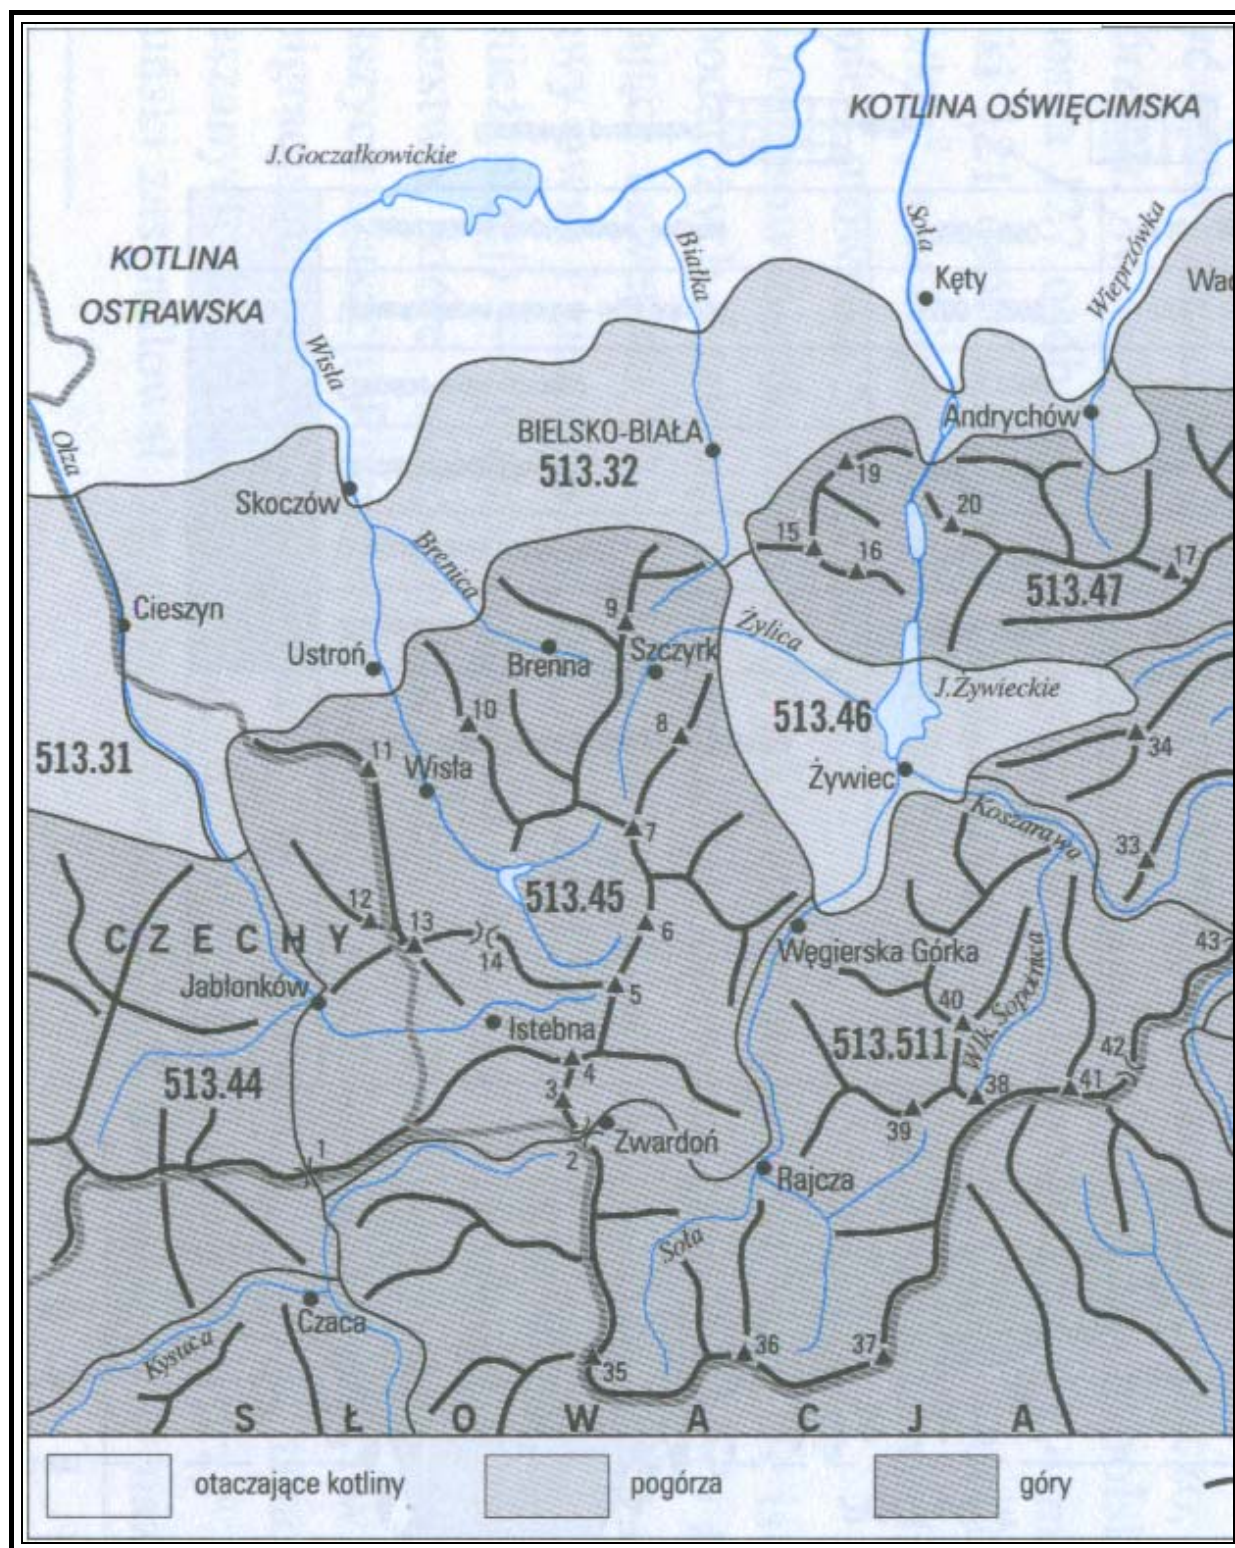 KOTLINA OŚWIĘCIMSKA
J.Goczałkowickie
Soła
Białka
Wieprzówka
KOTLINA
OSTRAWSKA
Kęty
Wisła
Andrychów
BIELSKO-BIAŁA
513.32
Olza
19
Skoczów
20
15
16
17
Brenica
513.47
Cieszyn
9
Żylica
Ustroń
Brenna
Szczyrk
J.Żywieckie
10
8
513.46
34
513.31
11
Wisła
Żywiec
Koszarawa
7
33
513.45
12
13
6
CZECHY
14
Węgierska Górka
43
Jabłonków
5
40
Wlk. Sopotnica
Istebna
513.511
42
513.44
4
3
38
41
39
1
2
Zwardoń
Rajcza
Soła
Czaca
Kysuca
36
37
35
SŁOWACJA
otaczające kotliny
pogórza
góry